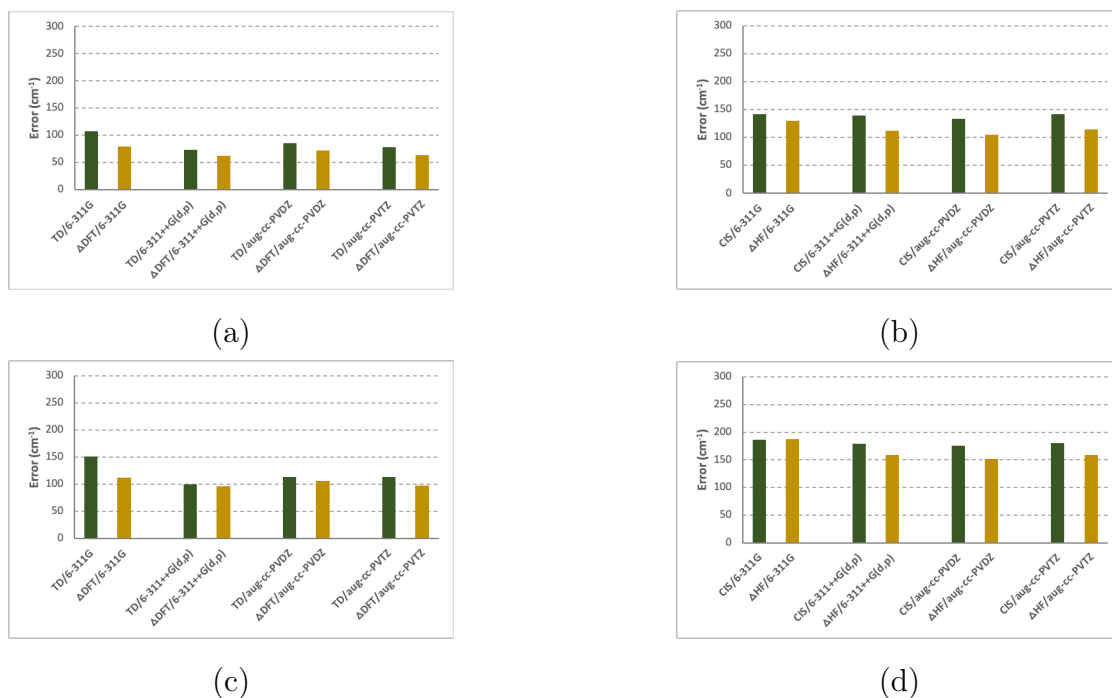 300
250
200
150
100
50
0
Error (cm-1)
TD/6-311G
ΔDFT/6-311G
TD/6-311++G(d,p)
ΔDFT/6-311++G(d,p)
TD/aug-cc-PVDZ
ΔDFT/aug-cc-PVDZ
TD/aug-cc-PVTZ
ΔDFT/aug-cc-PVTZ
(a)
300
250
200
150
100
50
0
Error (cm-1)
CIS/6-311G
ΔHF/6-311G
CIS/6-311++G(d,p)
ΔHF/6-311++G(d,p)
CIS/aug-cc-PVDZ
ΔHF/aug-cc-PVDZ
CIS/aug-cc-PVTZ
ΔHF/aug-cc-PVTZ
(b)
300
250
200
150
100
50
0
Error (cm-1)
TD/6-311G
ΔDFT/6-311G
TD/6-311++G(d,p)
ΔDFT/6-311++G(d,p)
TD/aug-cc-PVDZ
ΔDFT/aug-cc-PVDZ
TD/aug-cc-PVTZ
ΔDFT/aug-cc-PVTZ
(c)
300
250
200
150
100
50
0
Error (cm-1)
CIS/6-311G
ΔHF/6-311G
CIS/6-311++G(d,p)
ΔHF/6-311++G(d,p)
CIS/aug-cc-PVDZ
ΔHF/aug-cc-PVDZ
CIS/aug-cc-PVTZ
ΔHF/aug-cc-PVTZ
(d)